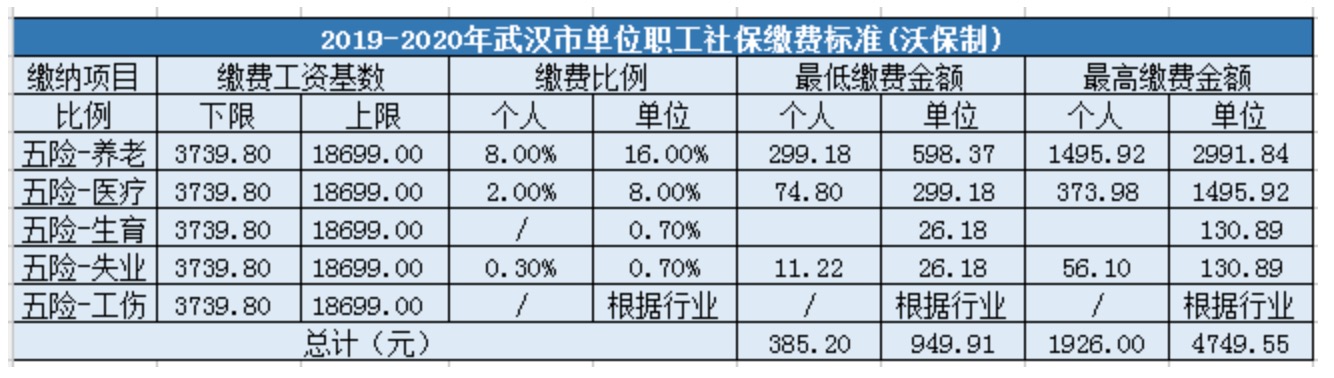 2019-2020年武汉市单位职工社保缴费标准(沃保制)
缴纳项目 缴费工资基数 缴费比例 最低缴费金额 最高缴费金额
比例 下限 上限 个人 单位 个人 单位 个人 单位
五险-养老 3739.80 18699.00 8.00% 16.00% 299.18 598.37 1495.92 2991.84
五险-医疗 3739.80 18699.00 2.00% 8.00% 74.80 299.18 373.98 1495.92
五险-生育 3739.80 18699.00 / 0.70% 26.18 130.89
五险-失业 3739.80 18699.00 0.30% 0.70% 11.22 26.18 56.10 130.89
五险-工伤 3739.80 18699.00 / 根据行业 / 根据行业 / 根据行业
总计（元） 385.20 949.91 1926.00 4749.55